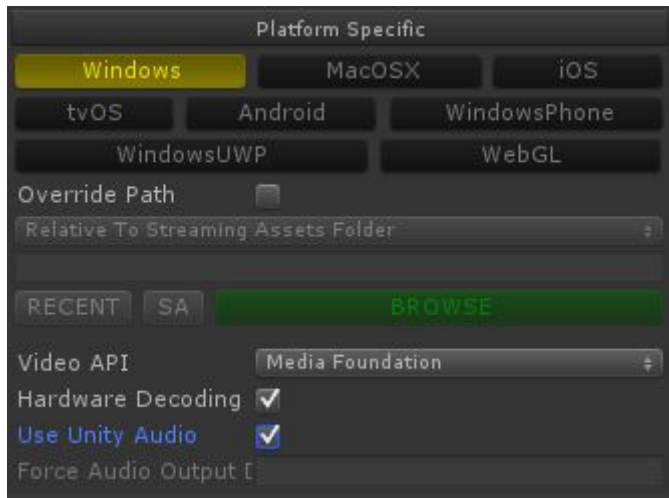 Platform Specific
Windows MacOSX iOS
tvOS Android WindowsPhone
WindowsUWP WebGL
Override Path
Relative To Streaming Assets Folder
RECENT SA BROWSE
Video API Media Foundation
Hardware Decoding
Use Unity Audio
Force Audio Output [